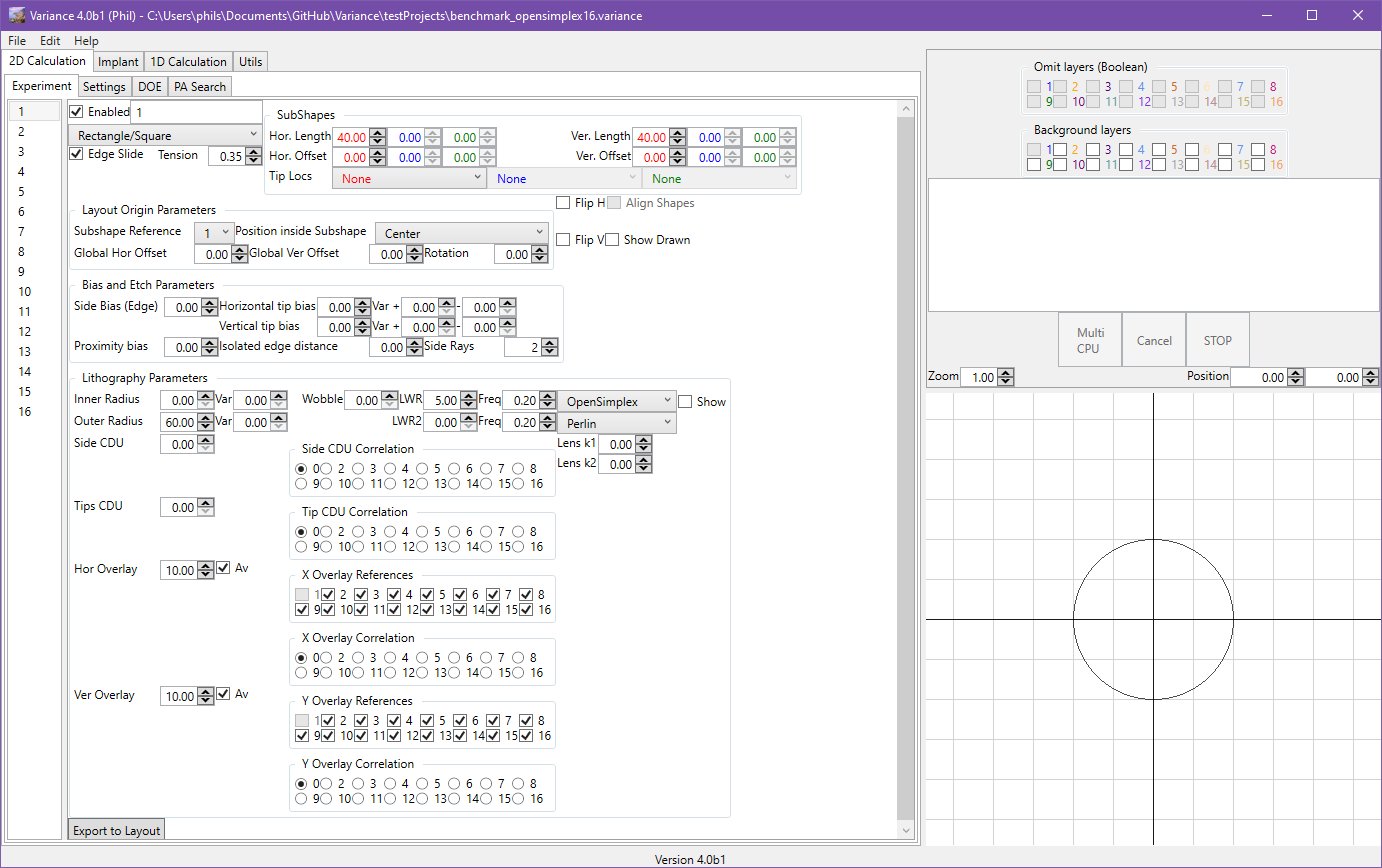 Variance 4.0b1 (Phil) - C:\Users\phils\Documents\GitHub\Variance\testProjects\benchmark_opensimplex16.variance
File Edit Help
2D Calculation Implant 1D Calculation Utils
Experiment Settings DOE PA Search
1
2
3
4
5
6
7
8
9
10
11
12
13
14
15
16
Enabled 1
Rectangle/Square
Edge Slide Tension 0.35
SubShapes
Hor. Length 40.00 0.00 0.00 Ver. Length 40.00 0.00 0.00
Hor. Offset 0.00 0.00 0.00 Ver. Offset 0.00 0.00 0.00
Tip Locs None None None
Layout Origin Parameters
Subshape Reference 1 Position inside Subshape Center
Global Hor Offset 0.00 Global Ver Offset 0.00 Rotation 0.00
Flip H Align Shapes
Flip V Show Drawn
Bias and Etch Parameters
Side Bias (Edge) 0.00 Horizontal tip bias 0.00 Var + 0.00 - 0.00
Vertical tip bias 0.00 Var + 0.00 - 0.00
Proximity bias 0.00 Isolated edge distance 0.00 Side Rays 2
Lithography Parameters
Inner Radius 0.00 Var 0.00 Wobble 0.00 LWR 5.00 Freq 0.20 OpenSimplex Show
Outer Radius 60.00 Var 0.00 LWR2 0.00 Freq 0.20 Perlin
Side CDU 0.00 Lens k1 0.00
Lens k2 0.00
Side CDU Correlation
0 2 3 4 5 6 7 8
9 10 11 12 13 14 15 16
Tips CDU 0.00
Tip CDU Correlation
0 2 3 4 5 6 7 8
9 10 11 12 13 14 15 16
Hor Overlay 10.00 Av
X Overlay References
1 2 3 4 5 6 7 8
9 10 11 12 13 14 15 16
X Overlay Correlation
0 2 3 4 5 6 7 8
9 10 11 12 13 14 15 16
Ver Overlay 10.00 Av
Y Overlay References
1 2 3 4 5 6 7 8
9 10 11 12 13 14 15 16
Y Overlay Correlation
0 2 3 4 5 6 7 8
9 10 11 12 13 14 15 16
Export to Layout
Omit layers (Boolean)
1 2 3 4 5 6 7 8
9 10 11 12 13 14 15 16
Background layers
1 2 3 4 5 6 7 8
9 10 11 12 13 14 15 16
Multi
CPU
Cancel
STOP
Zoom 1.00 Position 0.00 0.00
Version 4.0b1